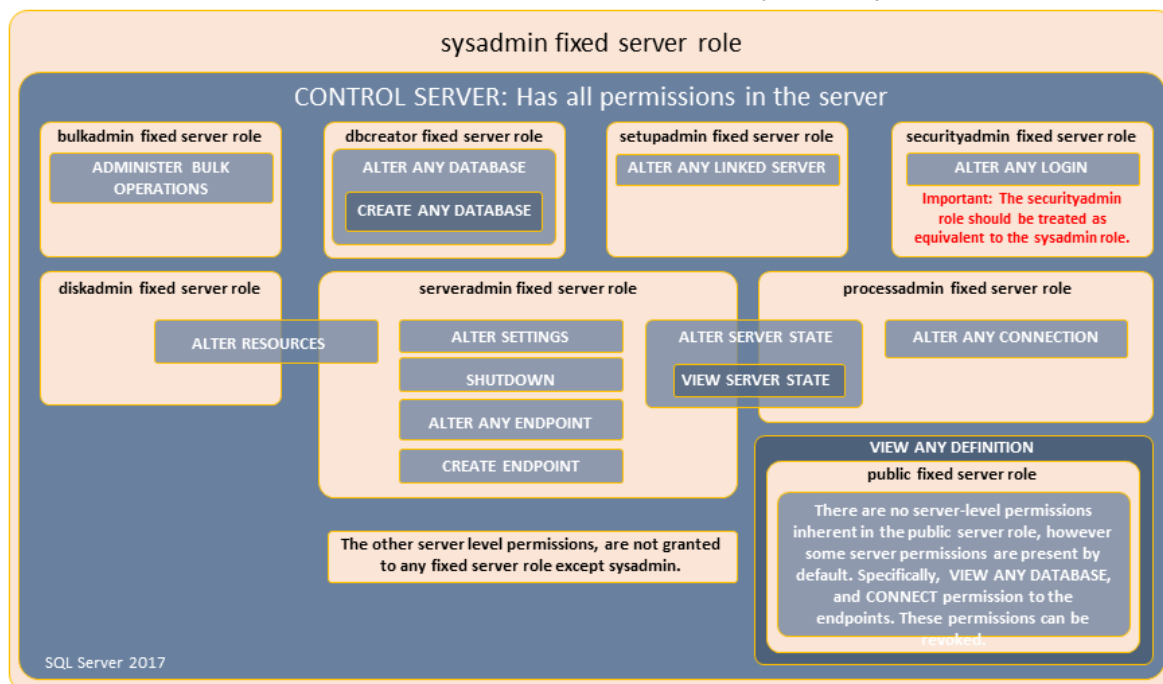 sysadmin fixed server role
CONTROL SERVER: Has all permissions in the server
bulkadmin fixed server role
ADMINISTER BULK
OPERATIONS
dbcreator fixed server role
ALTER ANY DATABASE
CREATE ANY DATABASE
setupadmin fixed server role
ALTER ANY LINKED SERVER
securityadmin fixed server role
ALTER ANY LOGIN
Important: The securityadmin
role should be treated as
equivalent to the sysadmin role.
diskadmin fixed server role
ALTER RESOURCES
serveradmin fixed server role
ALTER SETTINGS
SHUTDOWN
ALTER ANY ENDPOINT
CREATE ENDPOINT
ALTER SERVER STATE
VIEW SERVER STATE
processadmin fixed server role
ALTER ANY CONNECTION
VIEW ANY DEFINITION
public fixed server role
There are no server-level permissions
inherent in the public server role, however
some server permissions are present by
default. Specifically, VIEW ANY DATABASE,
and CONNECT permission to the
endpoints. These permissions can be
revoked.
The other server level permissions, are not granted
to any fixed server role except sysadmin.
SQL Server 2017